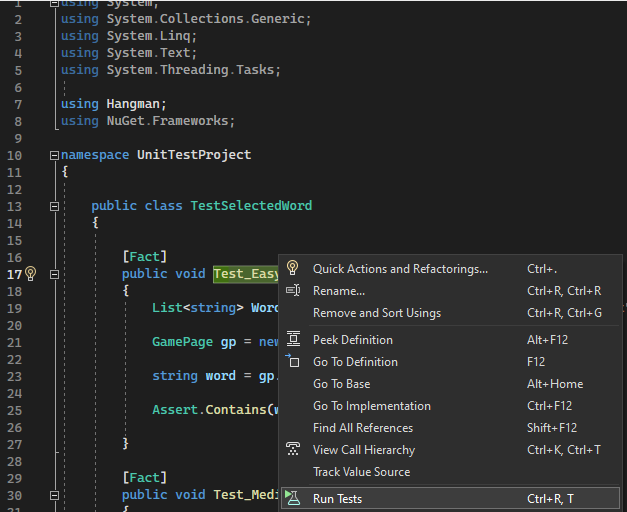 1 using System;
2 using System.Collections.Generic;
3 using System.Linq;
4 using System.Text;
5 using System.Threading.Tasks;
6
7 using Hangman;
8 using NuGet.Frameworks;
9
10 namespace UnitTestProject
11 {
12
13 public class TestSelectedWord
14 {
15
16 [Fact]
17 public void Test_Easy
18 {
19 List<string> Word
20
21 GamePage gp = new
22
23 string word = gp.
24
25 Assert.Contains(w
26
27 }
28
29 [Fact]
30 public void Test_Medi
31 {
Quick Actions and Refactorings... Ctrl+.
Rename... Ctrl+R, Ctrl+R
Remove and Sort Usings Ctrl+R, Ctrl+G
Peek Definition Alt+F12
Go To Definition F12
Go To Base Alt+Home
Go To Implementation Ctrl+F12
Find All References Shift+F12
View Call Hierarchy Ctrl+K, Ctrl+T
Track Value Source
Run Tests Ctrl+R, T